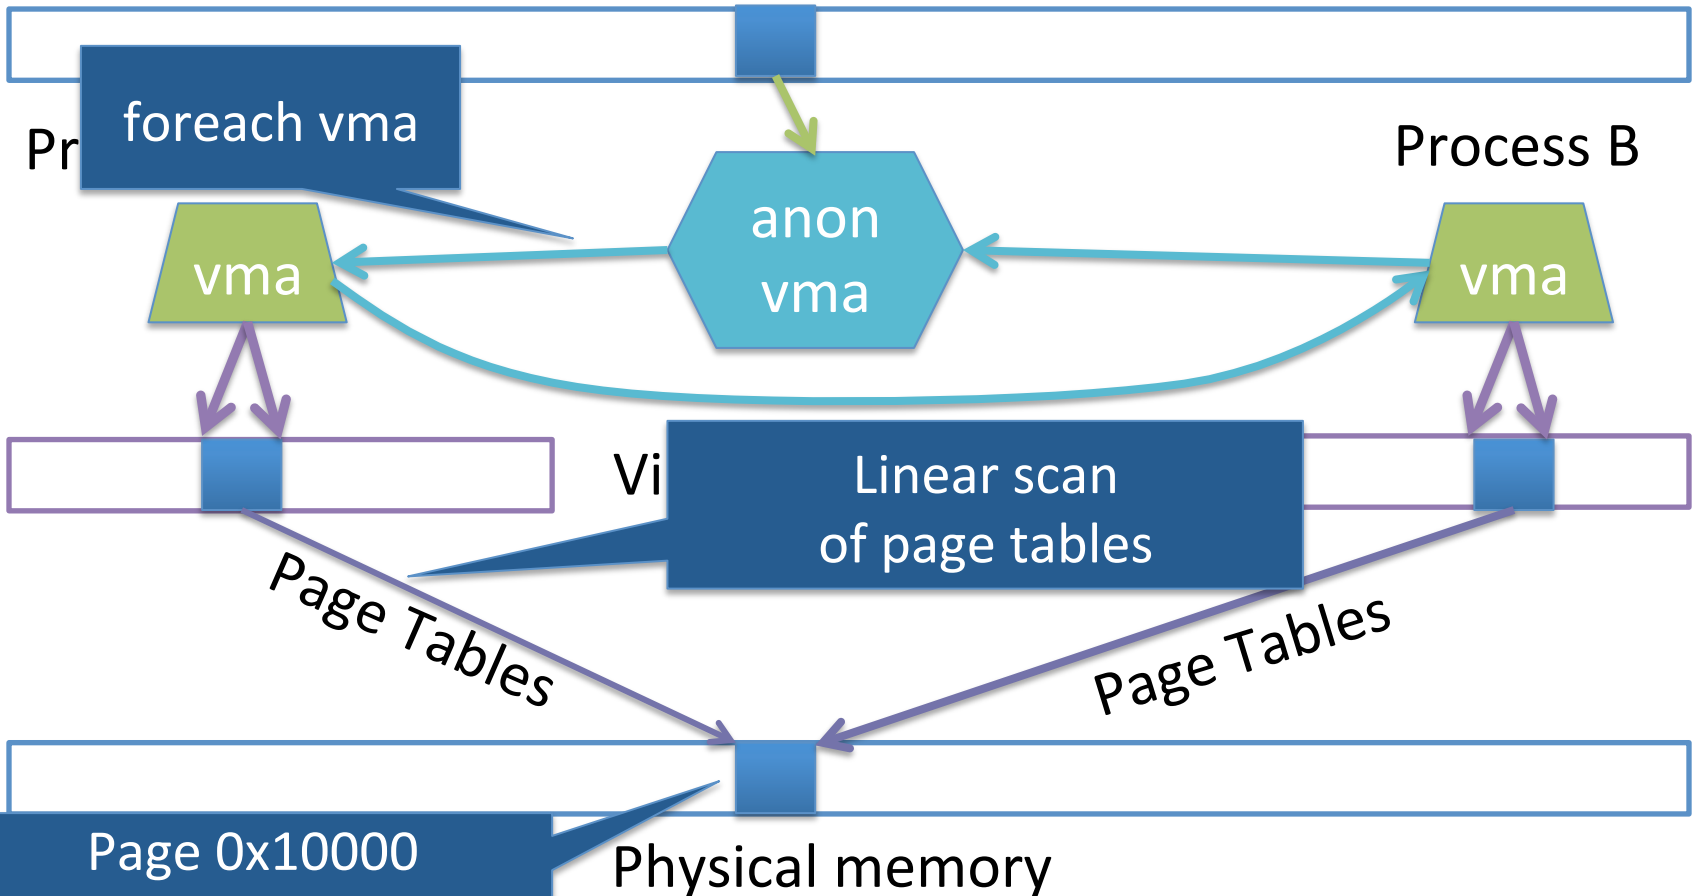 foreach vma
Pr
Process B
anon
vma
vma
vma
Vi
Linear scan
of page tables
Page Tables
Page Tables
Page 0x10000
Physical memory